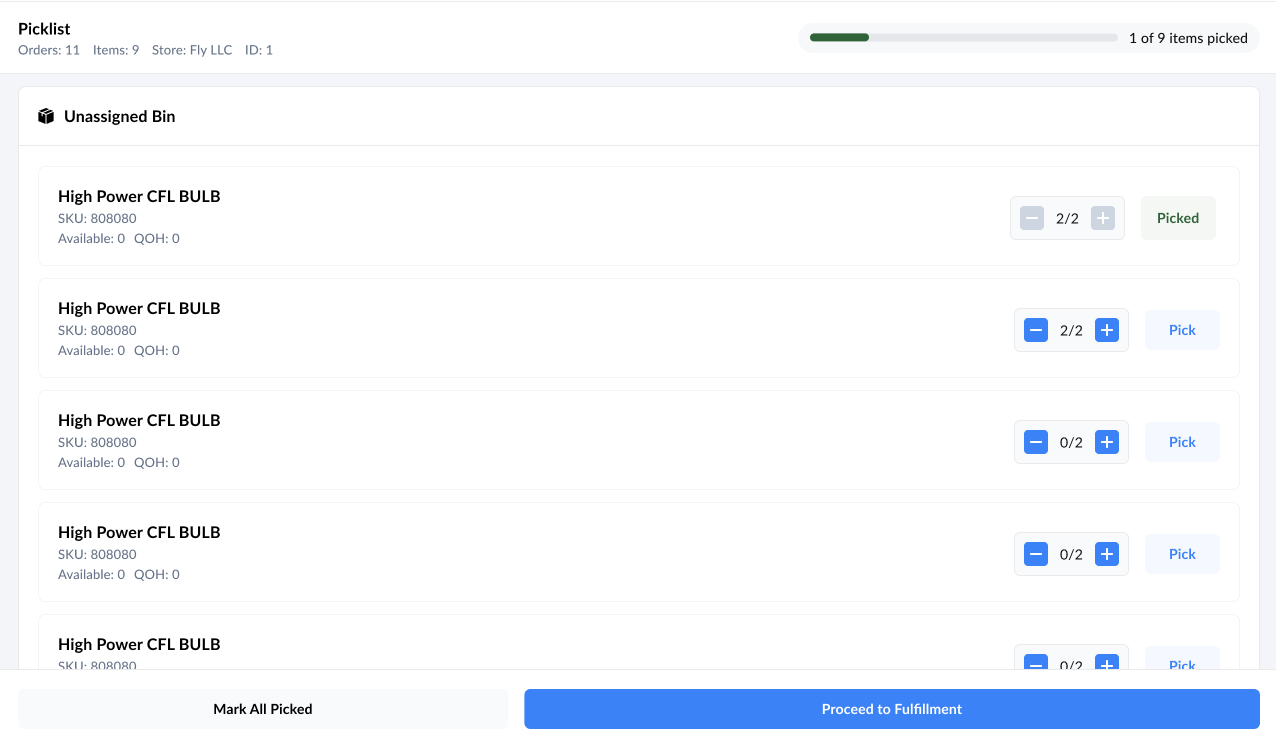 Picklist
Orders: 11 Items: 9 Store: Fly LLC ID: 1
1 of 9 items picked
Unassigned Bin
High Power CFL BULB
SKU: 808080
Available: 0 QOH: 0
2/2
Picked
High Power CFL BULB
SKU: 808080
Available: 0 QOH: 0
2/2
Pick
High Power CFL BULB
SKU: 808080
Available: 0 QOH: 0
0/2
Pick
High Power CFL BULB
SKU: 808080
Available: 0 QOH: 0
0/2
Pick
High Power CFL BULB
SKU: 808080
0/2
Pick
Mark All Picked
Proceed to Fulfillment